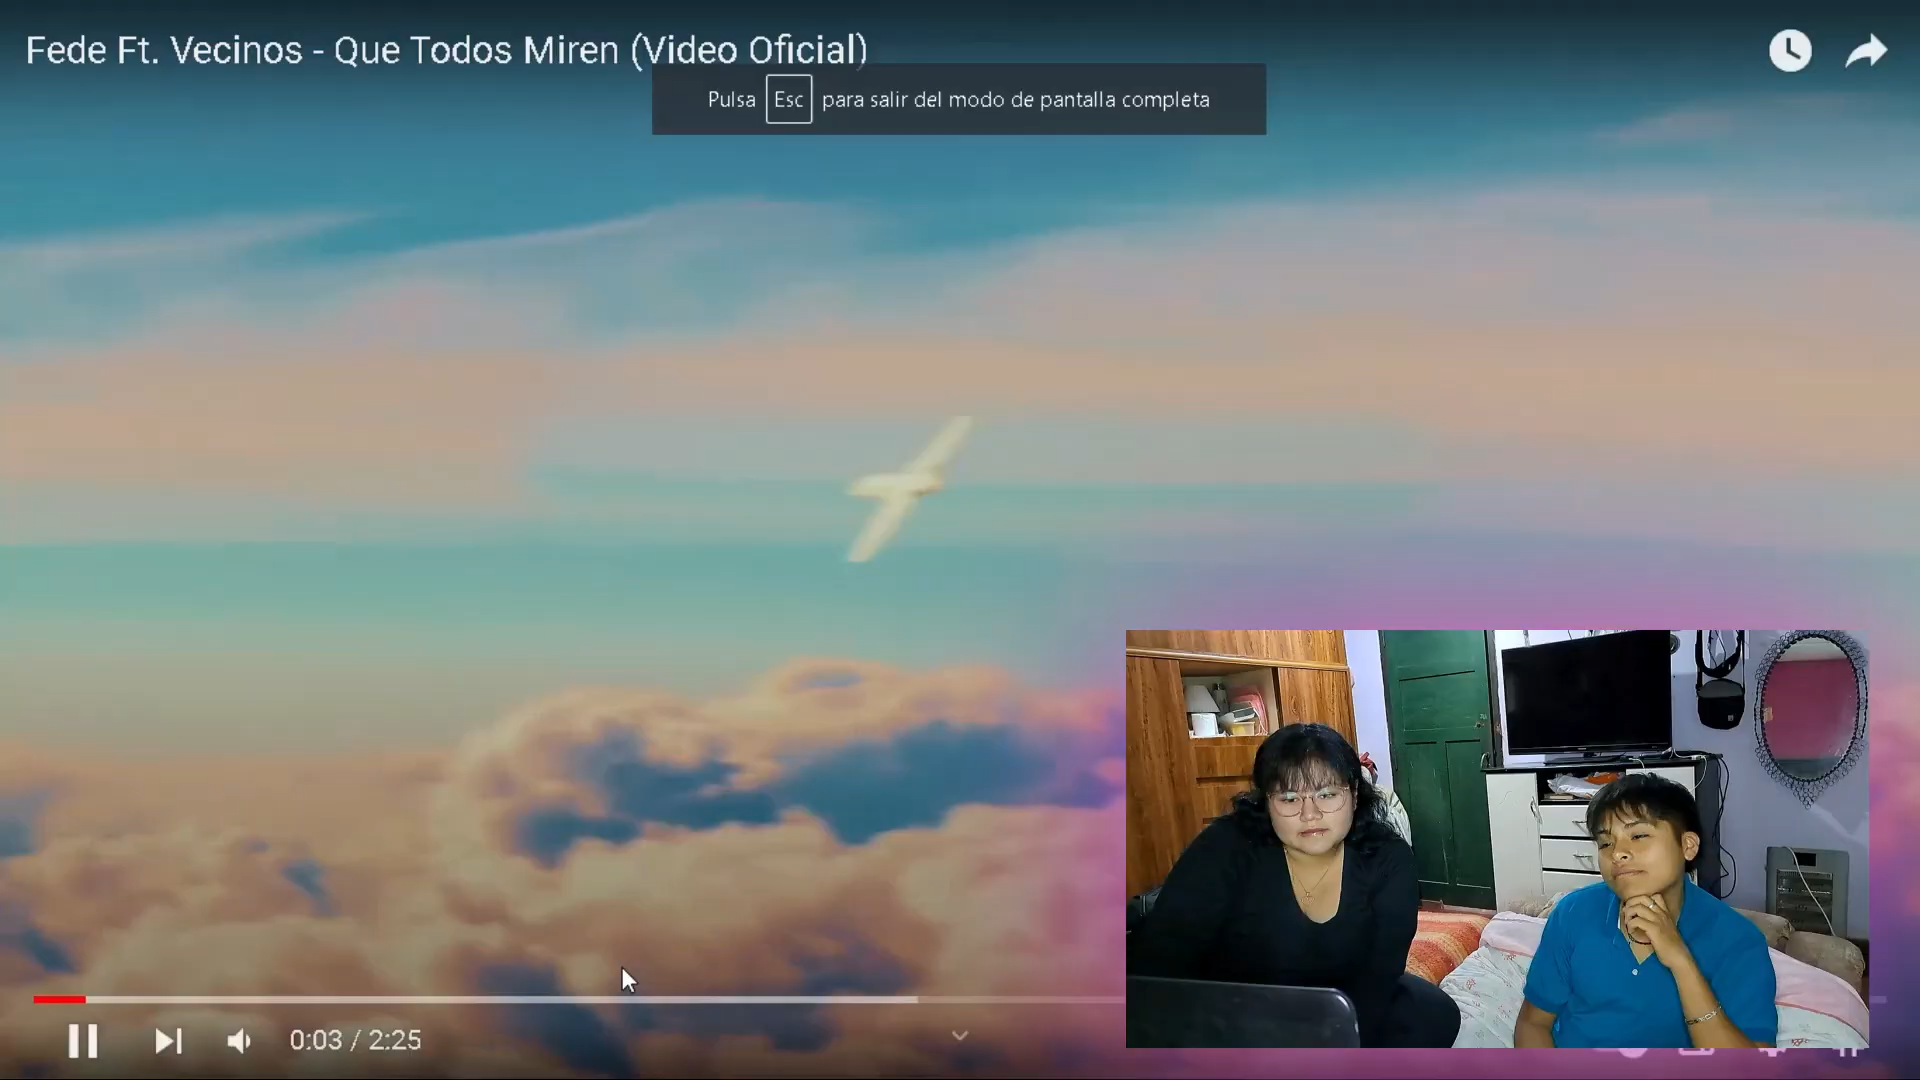 Fede Ft. Vecinos - Que Todos Miren (Video Oficial)
Pulsa Esc para salir del modo de pantalla completa
0:03 / 2:25